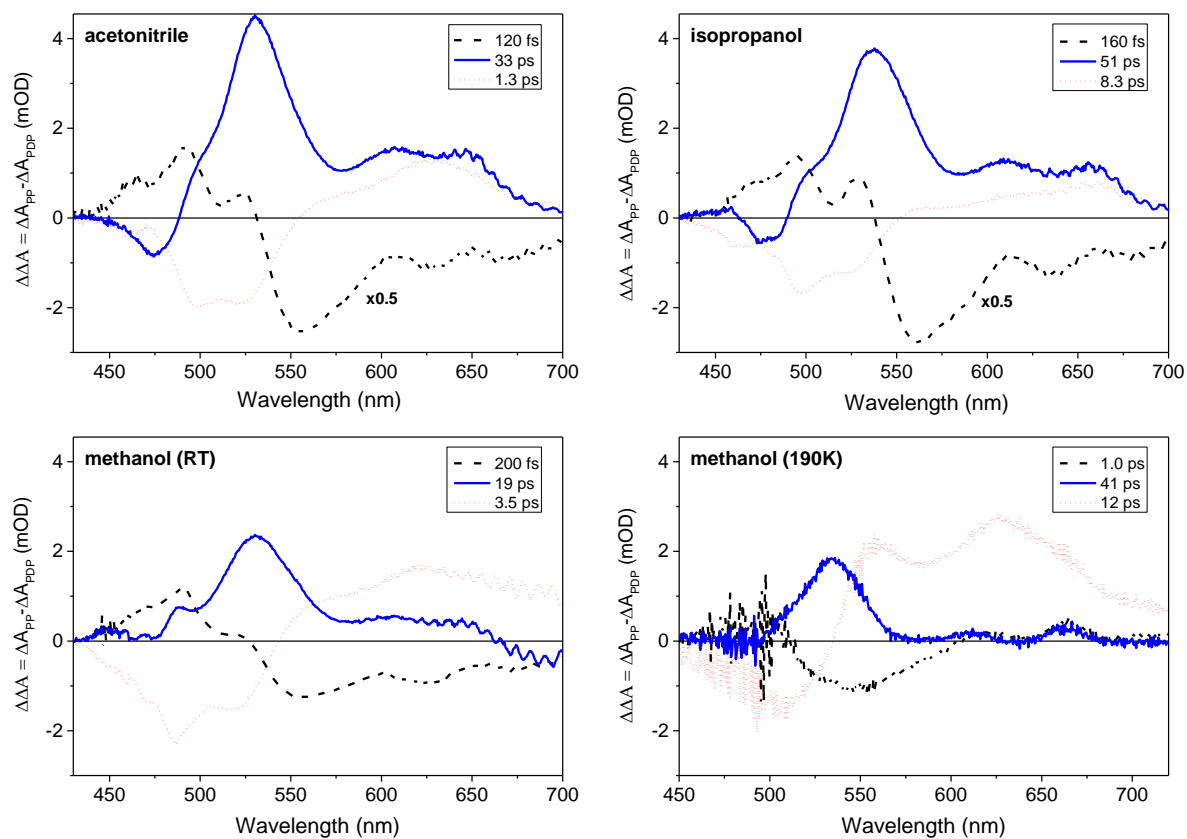 acetonitrile
120 fs
33 ps
1.3 ps
x0.5
ΔΔA = ΔA_PP-ΔA_PDP (mOD)
4
2
0
-2
450 500 550 600 650 700
Wavelength (nm)
isopropanol
160 fs
51 ps
8.3 ps
x0.5
ΔΔA = ΔA_PP-ΔA_PDP (mOD)
4
2
0
-2
450 500 550 600 650 700
Wavelength (nm)
methanol (RT)
200 fs
19 ps
3.5 ps
ΔΔA = ΔA_PP-ΔA_PDP (mOD)
4
2
0
-2
450 500 550 600 650 700
Wavelength (nm)
methanol (190K)
1.0 ps
41 ps
12 ps
ΔΔA = ΔA_PP-ΔA_PDP (mOD)
4
2
0
-2
450 500 550 600 650 700
Wavelength (nm)